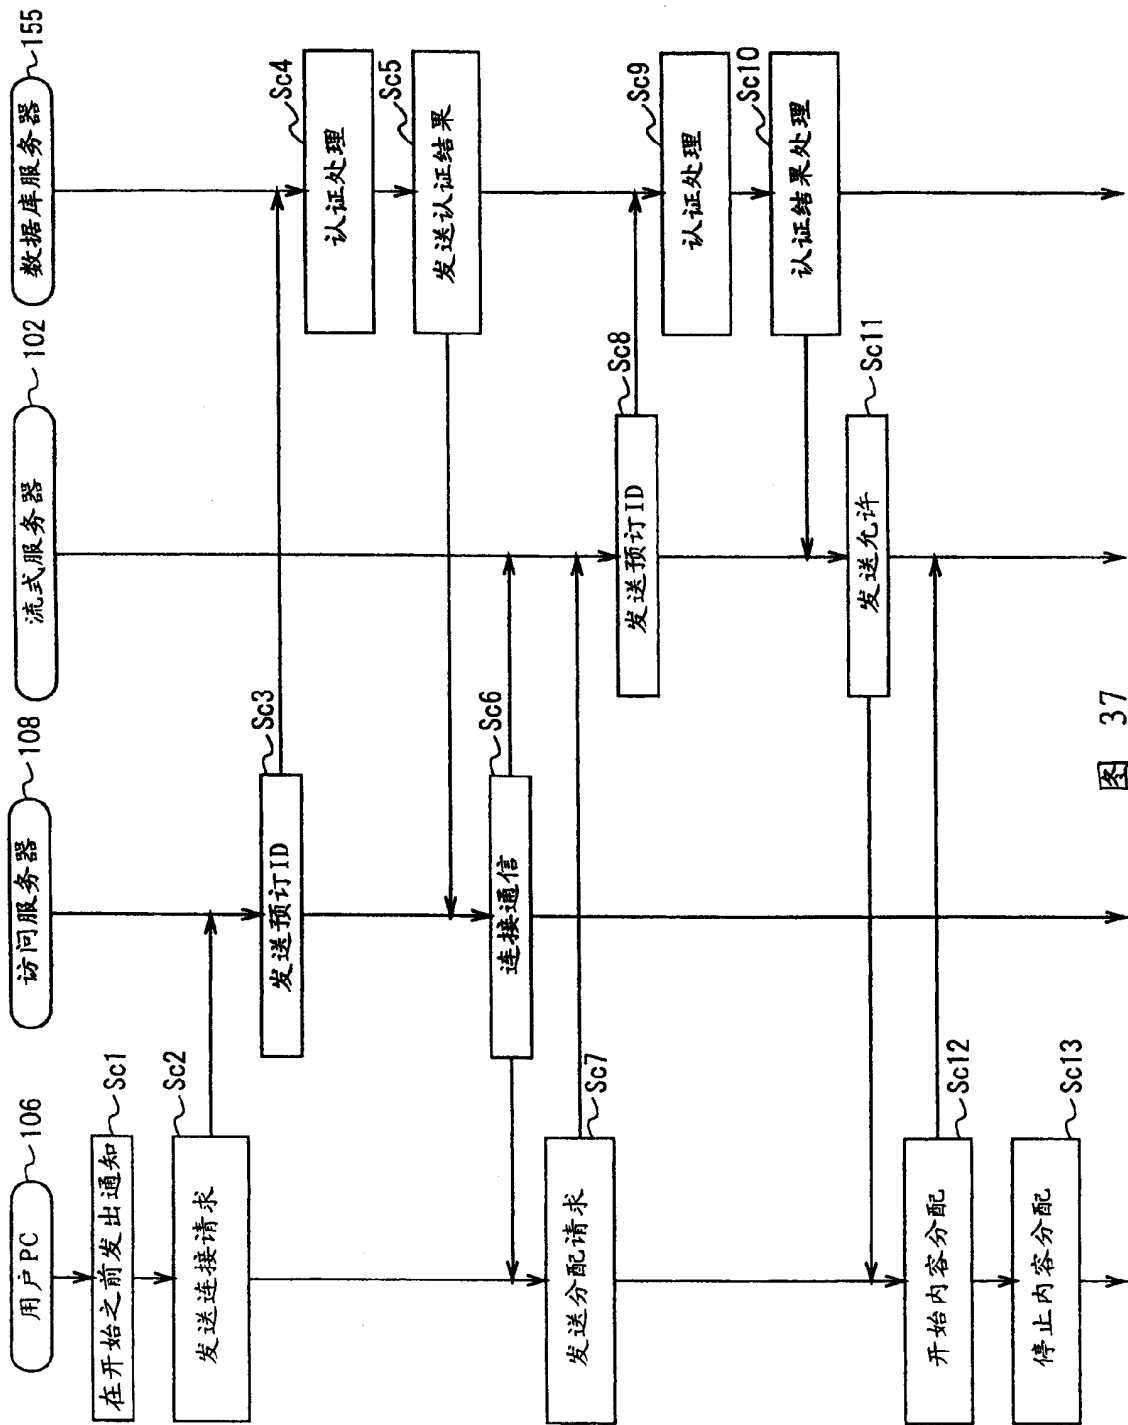 用户PC
106
访问服务器
108
流式服务器
102
数据库服务器
155
在开始之前发出通知
Sc1
发送连接请求
Sc2
发送预订ID
Sc3
认证处理
Sc4
发送认证结果
Sc5
连接通信
Sc6
发送分配请求
Sc7
发送预订ID
Sc8
认证处理
Sc9
认证结果处理
Sc10
发送允许
Sc11
开始内容分配
Sc12
停止内容分配
Sc13
图 37